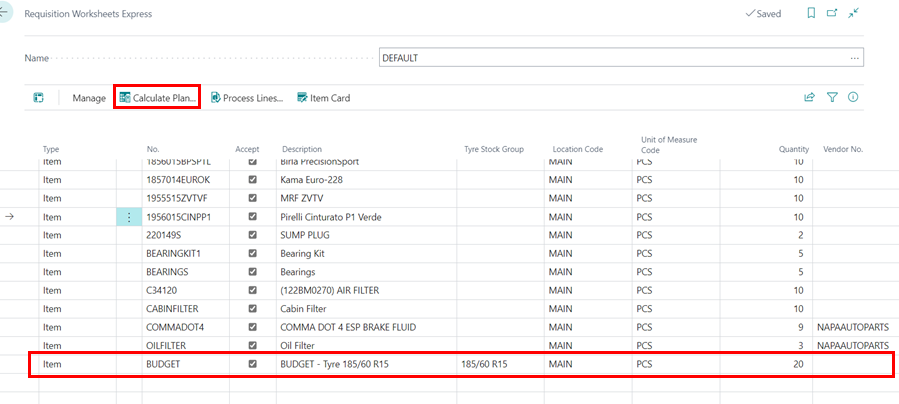 Requisition Worksheets Express
Saved
Name DEFAULT ...
Manage Calculate Plan... Process Lines... Item Card
Type No. Accept Description Tyre Stock Group Location Code Unit of Measure Code Quantity Vendor No.
Item 1856015BPSPTL Birla PrecisionSport MAIN PCS 10
Item 1857014EUROK Kama Euro-228 MAIN PCS 10
Item 1955515ZVTVF MRF ZVTV MAIN PCS 10
Item 1956015CINPP1 Pirelli Cinturato P1 Verde MAIN PCS 10
Item 220149S SUMP PLUG MAIN PCS 2
Item BEARINGKIT1 Bearing Kit MAIN PCS 5
Item BEARINGS Bearings MAIN PCS 5
Item C34120 (122BM0270) AIR FILTER MAIN PCS 10
Item CABINFILTER Cabin Filter MAIN PCS 10
Item COMMADOT4 COMMA DOT 4 ESP BRAKE FLUID MAIN PCS 9 NAPAAUTOPARTS
Item OILFILTER Oil Filter MAIN PCS 3 NAPAAUTOPARTS
Item BUDGET BUDGET - Tyre 185/60 R15 185/60 R15 MAIN PCS 20